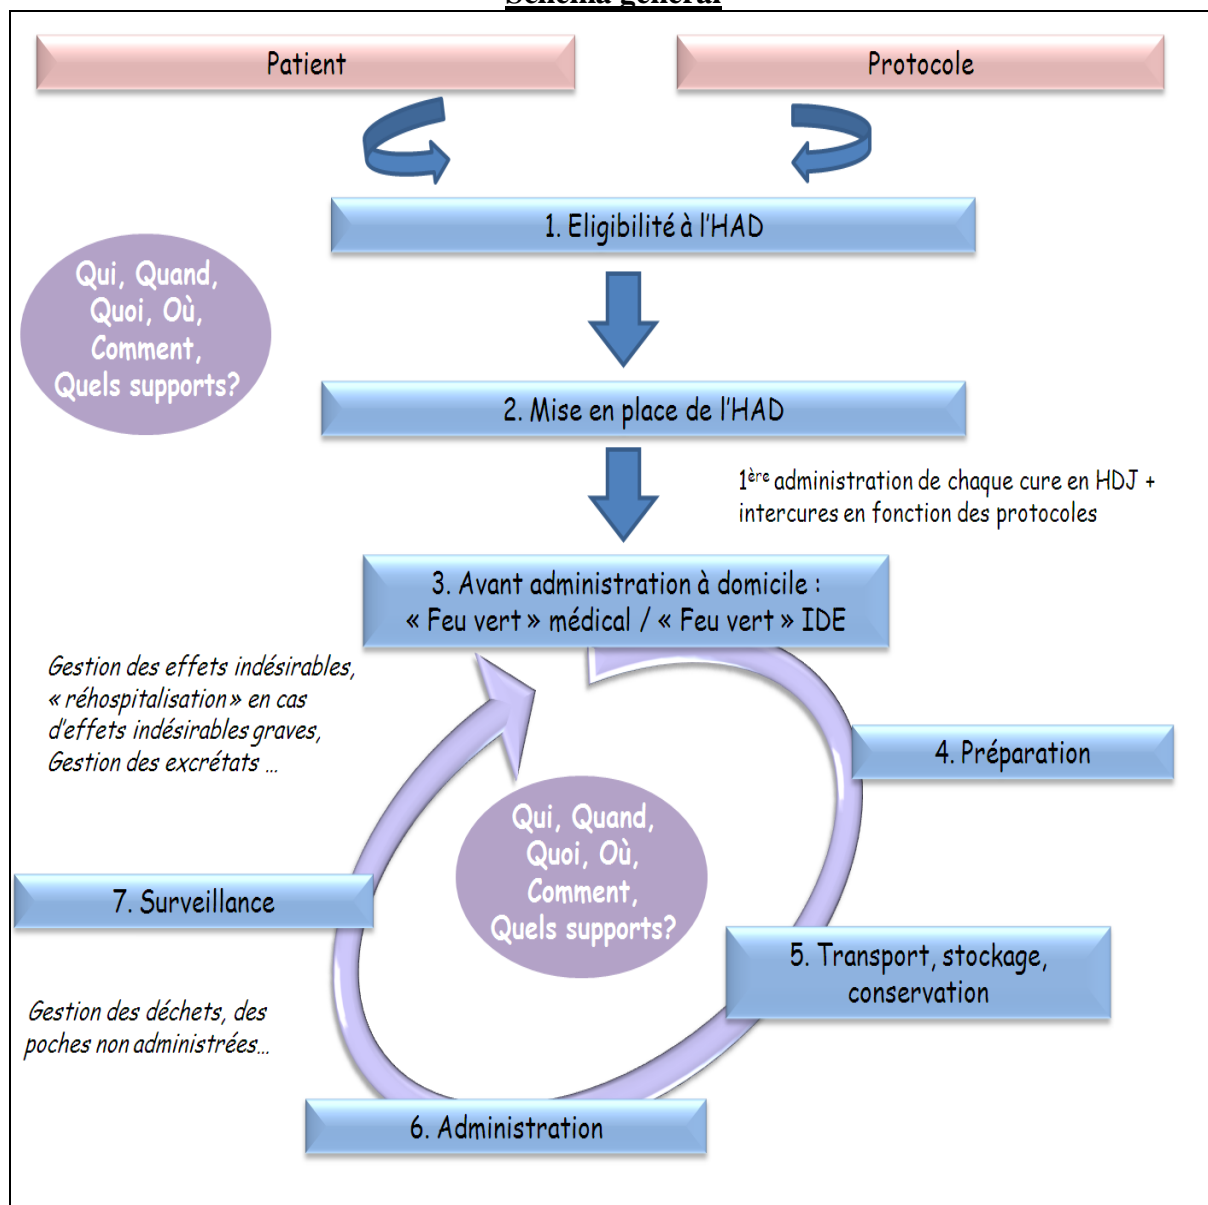 Schéma général
Patient
Protocole
1. Eligibilité à l'HAD
Qui, Quand,
Quoi, Où,
Comment,
Quels supports?
2. Mise en place de l'HAD
1ère administration de chaque cure en HDJ +
intercures en fonction des protocoles
3. Avant administration à domicile :
« Feu vert » médical / « Feu vert » IDE
Gestion des effets indésirables,
« réhospitalisation » en cas
d'effets indésirables graves,
Gestion des excrétats ...
4. Préparation
Qui, Quand,
Quoi, Où,
Comment,
Quels supports?
7. Surveillance
5. Transport, stockage,
conservation
Gestion des déchets, des
poches non administrées...
6. Administration